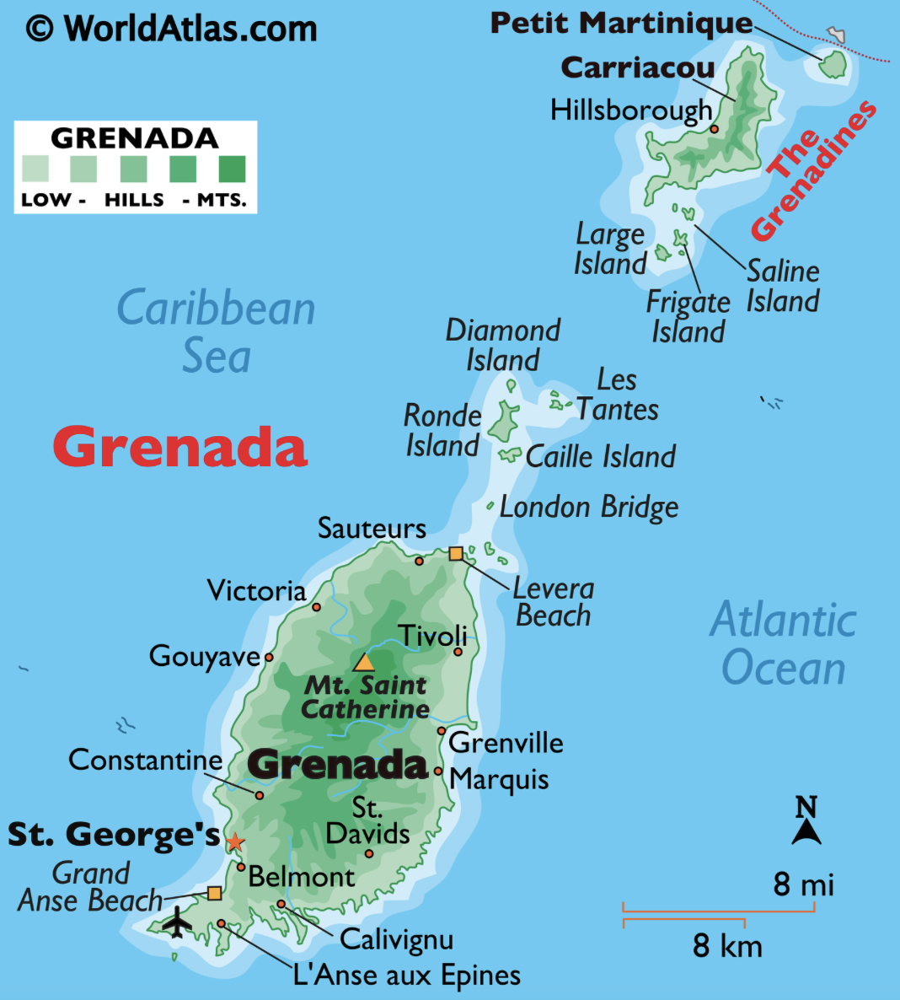 © WorldAtlas.com
Petit Martinique
Carriacou
Hillsborough
GRENADA
LOW - HILLS - MTS.
The
Grenadines
Large
Island
Saline
Island
Frigate
Island
Caribbean
Sea
Diamond
Island
Les
Tantes
Ronde
Island
Grenada
Caille Island
London Bridge
Sauteurs
Levera
Beach
Victoria
Tivoli
Atlantic
Ocean
Gouyave
Mt. Saint
Catherine
Grenville
Constantine
Grenada
Marquis
St.
Davids
St. George's
Grand
Anse Beach
Belmont
N
8 mi
8 km
Calivignu
L'Anse aux Epines